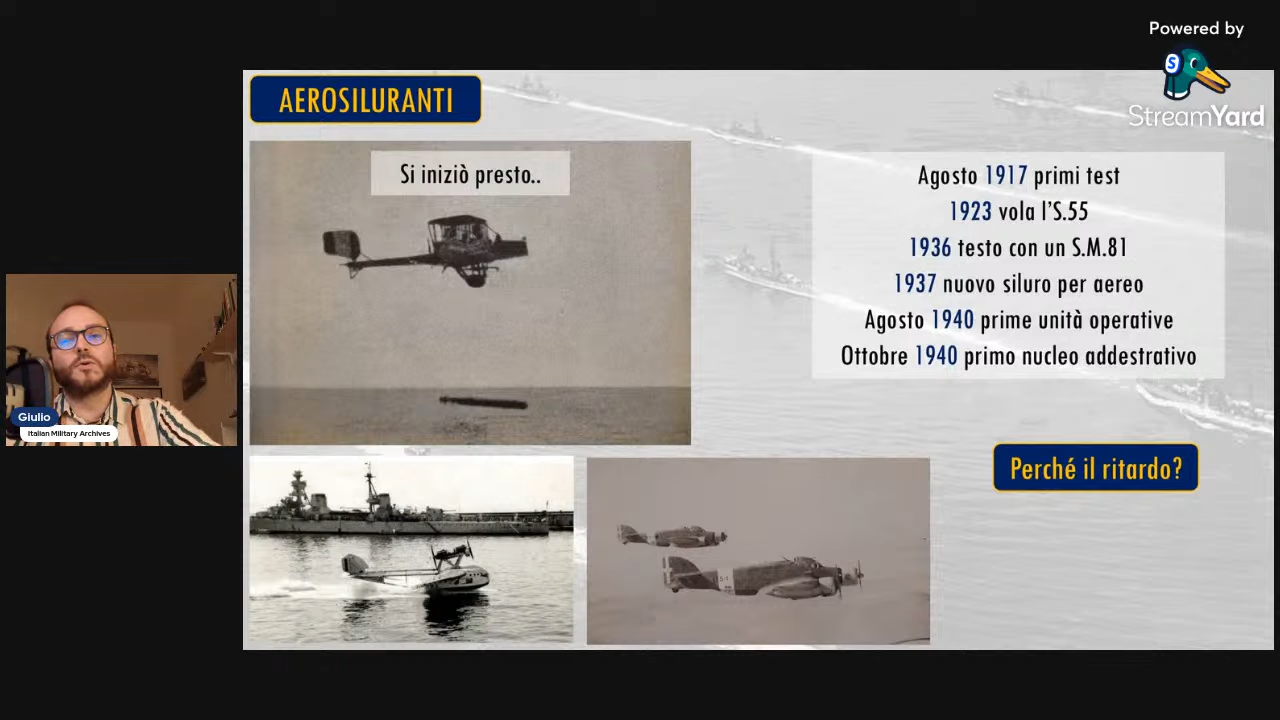 Powered by
StreamYard
AEROSILURANTI
Si iniziò presto..
Agosto 1917 primi test
1923 vola l'S.55
1936 testo con un S.M.81
1937 nuovo siluro per aereo
Agosto 1940 prime unità operative
Ottobre 1940 primo nucleo addestrativo
Perché il ritardo?
Giulio
Italian Military Archives